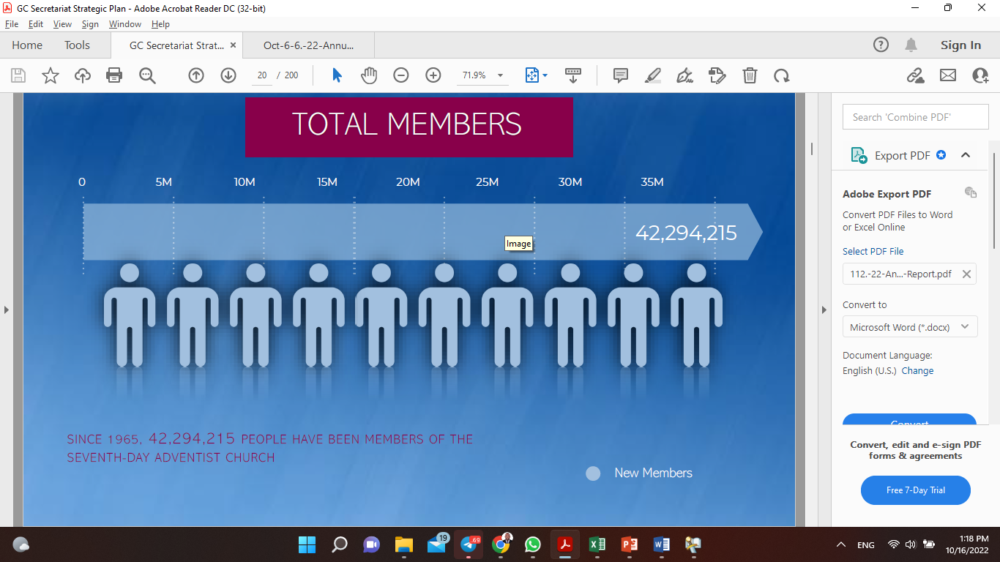 GC Secretariat Strategic Plan - Adobe Acrobat Reader DC (32-bit)
File Edit View Sign Window Help
Home Tools GC Secretariat Strat... × Oct-6-6.-22-Annu... Sign In
20 / 200 71.9%
TOTAL MEMBERS
0 5M 10M 15M 20M 25M 30M 35M
42,294,215
Image
SINCE 1965, 42,294,215 PEOPLE HAVE BEEN MEMBERS OF THE
SEVENTH-DAY ADVENTIST CHURCH
New Members
Search 'Combine PDF'
Export PDF
Adobe Export PDF
Convert PDF Files to Word
or Excel Online
Select PDF File
112.-22-An...-Report.pdf
Convert to
Microsoft Word (*.docx)
Document Language:
English (U.S.) Change
Convert
Convert, edit and e-sign PDF
forms & agreements
Free 7-Day Trial
19
69
ENG
1:18 PM
10/16/2022